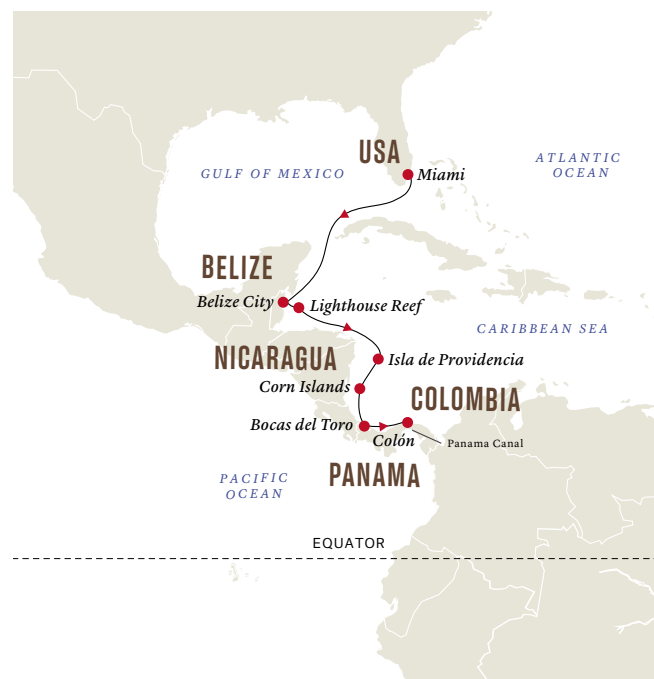 USA
ATLANTIC
OCEAN
GULF OF MEXICO
Miami
BELIZE
Belize City
Lighthouse Reef
CARIBBEAN SEA
NICARAGUA
Isla de Providencia
Corn Islands
COLOMBIA
Bocas del Toro
Colón
Panama Canal
PANAMA
PACIFIC
OCEAN
EQUATOR